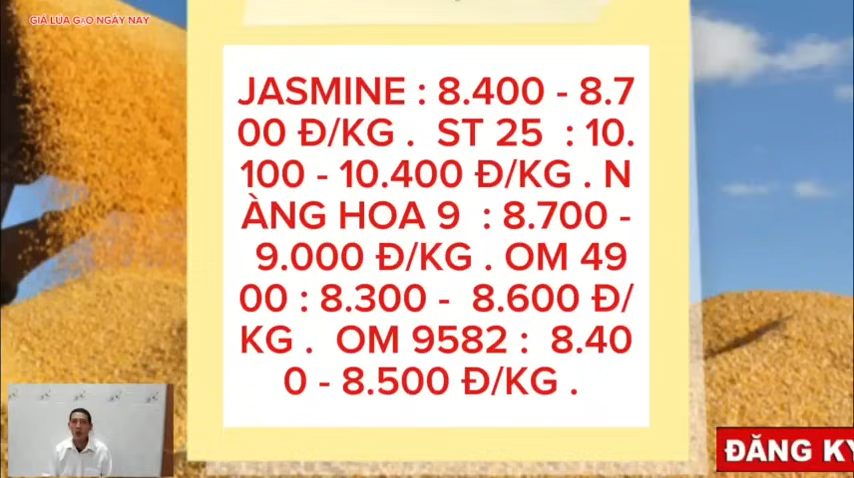 GIÁ LÚA GẠO NGÀY NAY
JASMINE : 8.400 - 8.7
00 Đ/KG .  ST 25  : 10.
100 - 10.400 Đ/KG . N
ÀNG HOA 9  : 8.700 -
9.000 Đ/KG . OM 49
00 : 8.300 -  8.600 Đ/
KG .  OM 9582 :  8.40
0 - 8.500 Đ/KG .
ĐĂNG KÝ